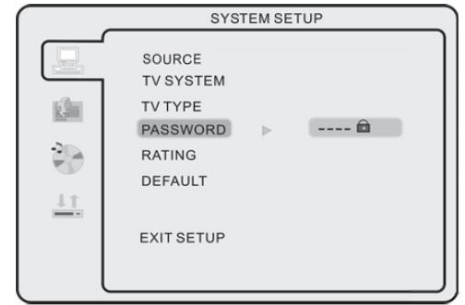 SYSTEM SETUP
SOURCE
TV SYSTEM
TV TYPE
PASSWORD ----
RATING
DEFAULT
EXIT SETUP